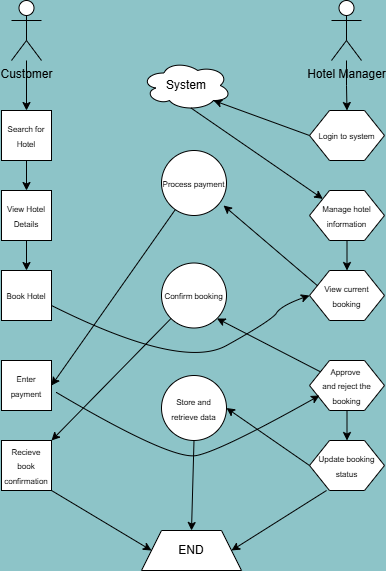 Customer
Hotel Manager
System
Search for
Hotel
Login to system
Process payment
View Hotel
Details
Manage hotel
information
Book Hotel
Confirm booking
View current
booking
Enter
payment
Approve
and reject the
booking
Store and
retrieve data
Recieve
book
confirmation
Update booking
status
END